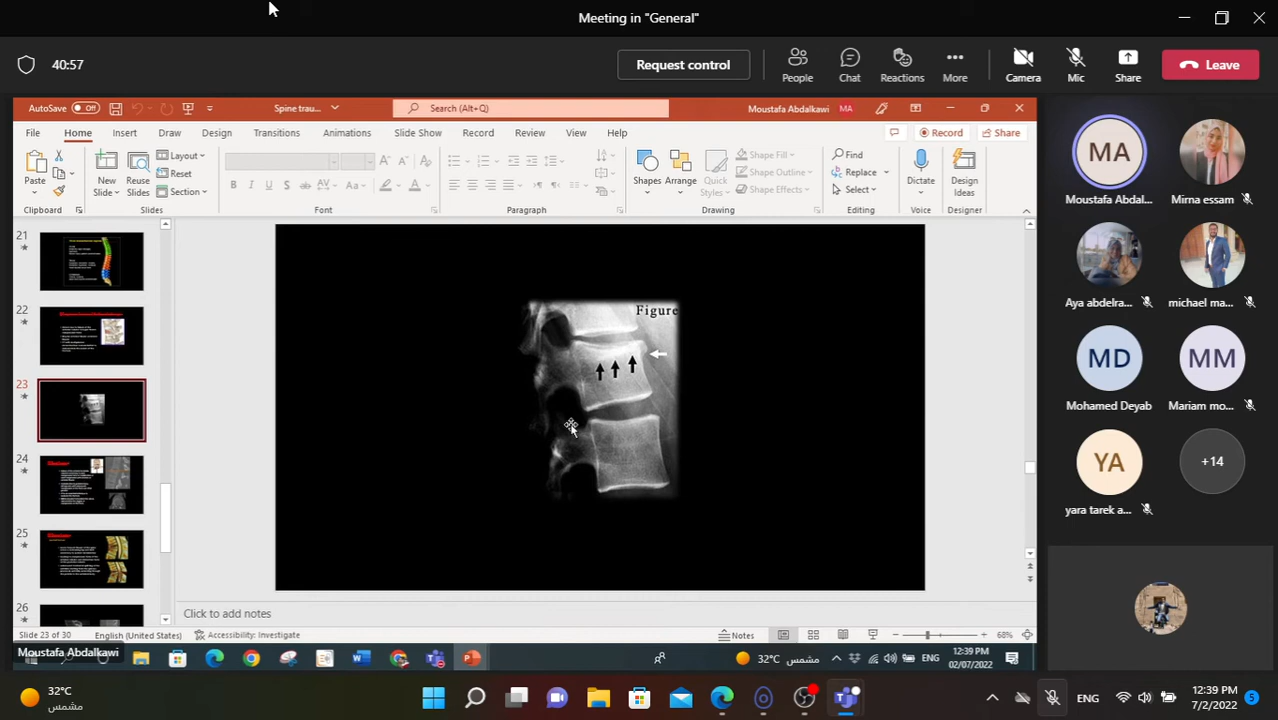 Meeting in "General"
40:57
Request control
People
Chat
Reactions
More
Camera
Mic
Share
Leave
AutoSave
Off
Spine trau...
Search (Alt+Q)
Moustafa Abdalkawi
MA
File
Home
Insert
Draw
Design
Transitions
Animations
Slide Show
Record
Review
View
Help
Record
Share
Paste
New
Slide
Reuse
Slides
Layout
Reset
Section
Shapes
Arrange
Quick
Styles
Shape Fill
Shape Outline
Shape Effects
Find
Replace
Select
Dictate
Design
Ideas
Clipboard
Slides
Font
Paragraph
Drawing
Editing
Voice
Designer
21
22
23
24
25
26
Figure
Click to add notes
Slide 23 of 30
English (United States)
Accessibility: Investigate
Notes
68%
Moustafa Abdalkawi
32°C
مشمس
ENG
12:39 PM
02/07/2022
MA
Moustafa Abdal...
Mirna essam
Aya abdelra...
michael ma...
MD
Mohamed Deyab
MM
Mariam mo...
YA
yara tarek a...
+14
32°C
مشمس
ENG
12:39 PM
7/2/2022
5